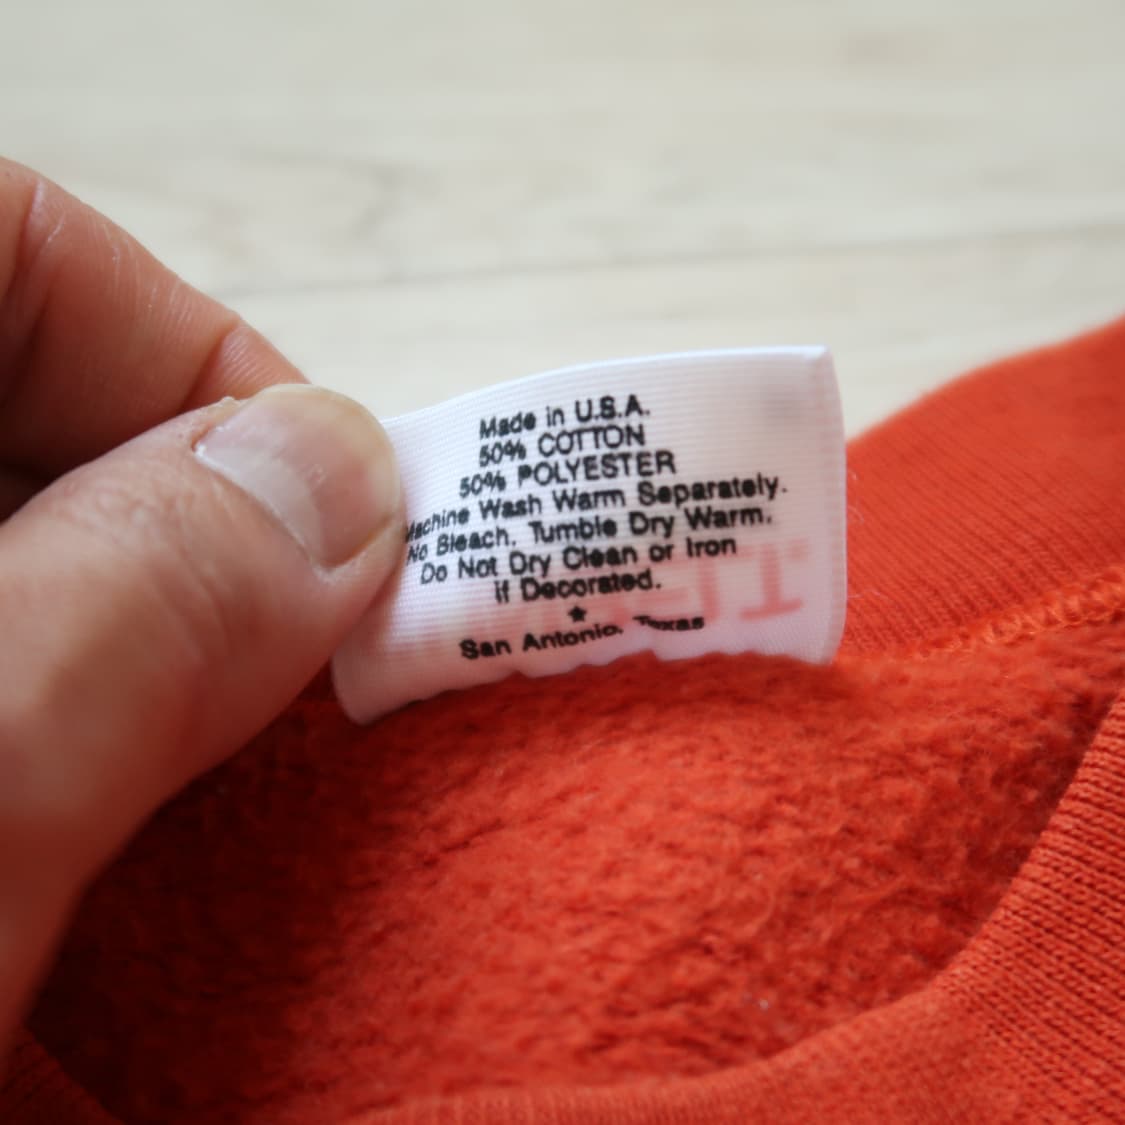 Made in U.S.A.
50% COTTON
50% POLYESTER
Machine Wash Warm Separately.
No Bleach. Tumble Dry Warm.
Do Not Dry Clean or Iron
if Decorated.
San Antonio, Texas